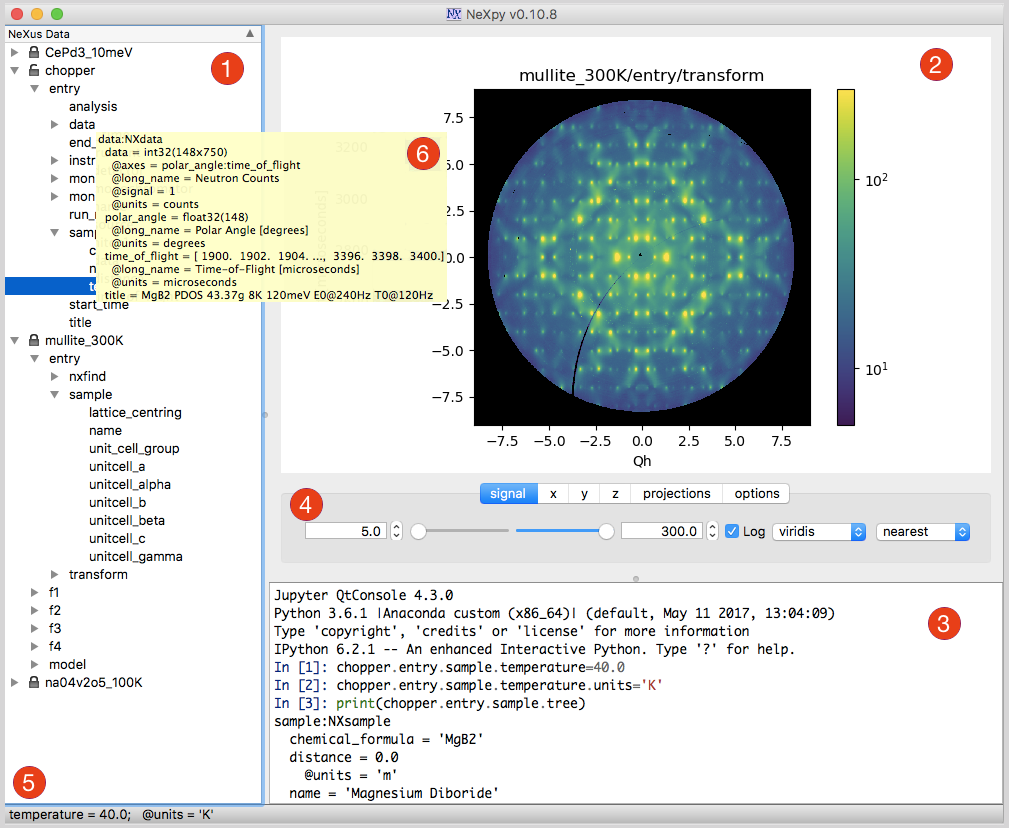 NeXpy v0.10.8
NeXus Data
CePd3_10meV
chopper
entry
analysis
data
end_
instr
mon
mon
run_
samp
c
n
te
start_time
title
mullite_300K
entry
nxfind
sample
lattice_centring
name
unit_cell_group
unitcell_a
unitcell_alpha
unitcell_b
unitcell_beta
unitcell_c
unitcell_gamma
transform
f1
f2
f3
f4
model
na04v2o5_100K
1
6
data:NXdata
data = int32(148x750)
@axes = polar_angle:time_of_flight
@long_name = Neutron Counts
@signal = 1
@units = counts
polar_angle = float32(148)
@long_name = Polar Angle [degrees]
@units = degrees
time_of_flight = [ 1900.  1902.  1904. ...,  3396.  3398.  3400.]
@long_name = Time-of-Flight [microseconds]
@units = microseconds
title = MgB2 PDOS 43.37g 8K 120meV E0@240Hz T0@120Hz
2
mullite_300K/entry/transform
7.5
5.0
2.5
0.0
−2.5
−5.0
−7.5
−7.5 −5.0 −2.5 0.0 2.5 5.0 7.5
Qh
10²
10¹
4
signal x y z projections options
5.0 300.0 Log viridis nearest
3
Jupyter QtConsole 4.3.0
Python 3.6.1 |Anaconda custom (x86_64)| (default, May 11 2017, 13:04:09)
Type 'copyright', 'credits' or 'license' for more information
IPython 6.2.1 -- An enhanced Interactive Python. Type '?' for help.
In [1]: chopper.entry.sample.temperature=40.0
In [2]: chopper.entry.sample.temperature.units='K'
In [3]: print(chopper.entry.sample.tree)
sample:NXsample
chemical_formula = 'MgB2'
distance = 0.0
@units = 'm'
name = 'Magnesium Diboride'
5
temperature = 40.0;   @units = 'K'